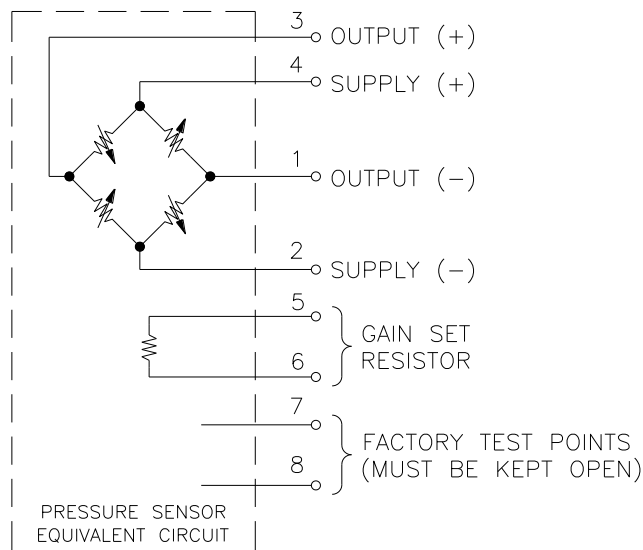 3 OUTPUT (+)
4 SUPPLY (+)
1 OUTPUT (−)
2 SUPPLY (−)
5
GAIN SET
RESISTOR
6
7
FACTORY TEST POINTS
(MUST BE KEPT OPEN)
8
PRESSURE SENSOR
EQUIVALENT CIRCUIT